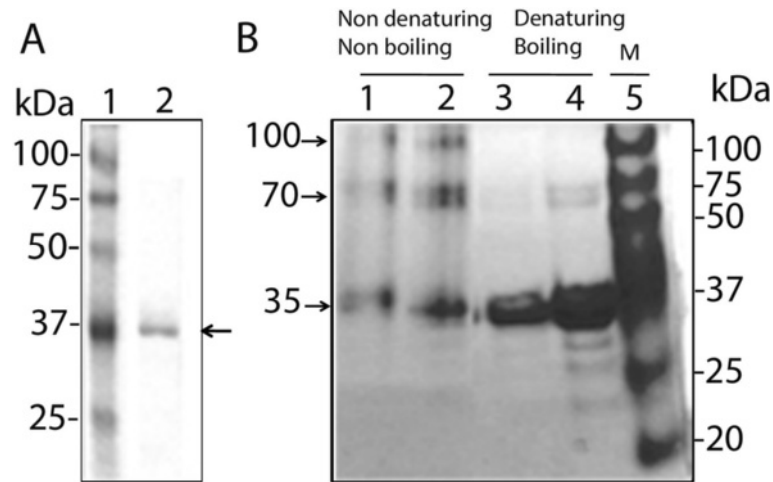 A
kDa 1 2
100-
75-
50-
37-
25-
B
Non denaturing
Non boiling
Denaturing
Boiling
M
1 2 3 4 5 kDa
100→
70→
35→
-100
-75
-50
-37
-25
-20